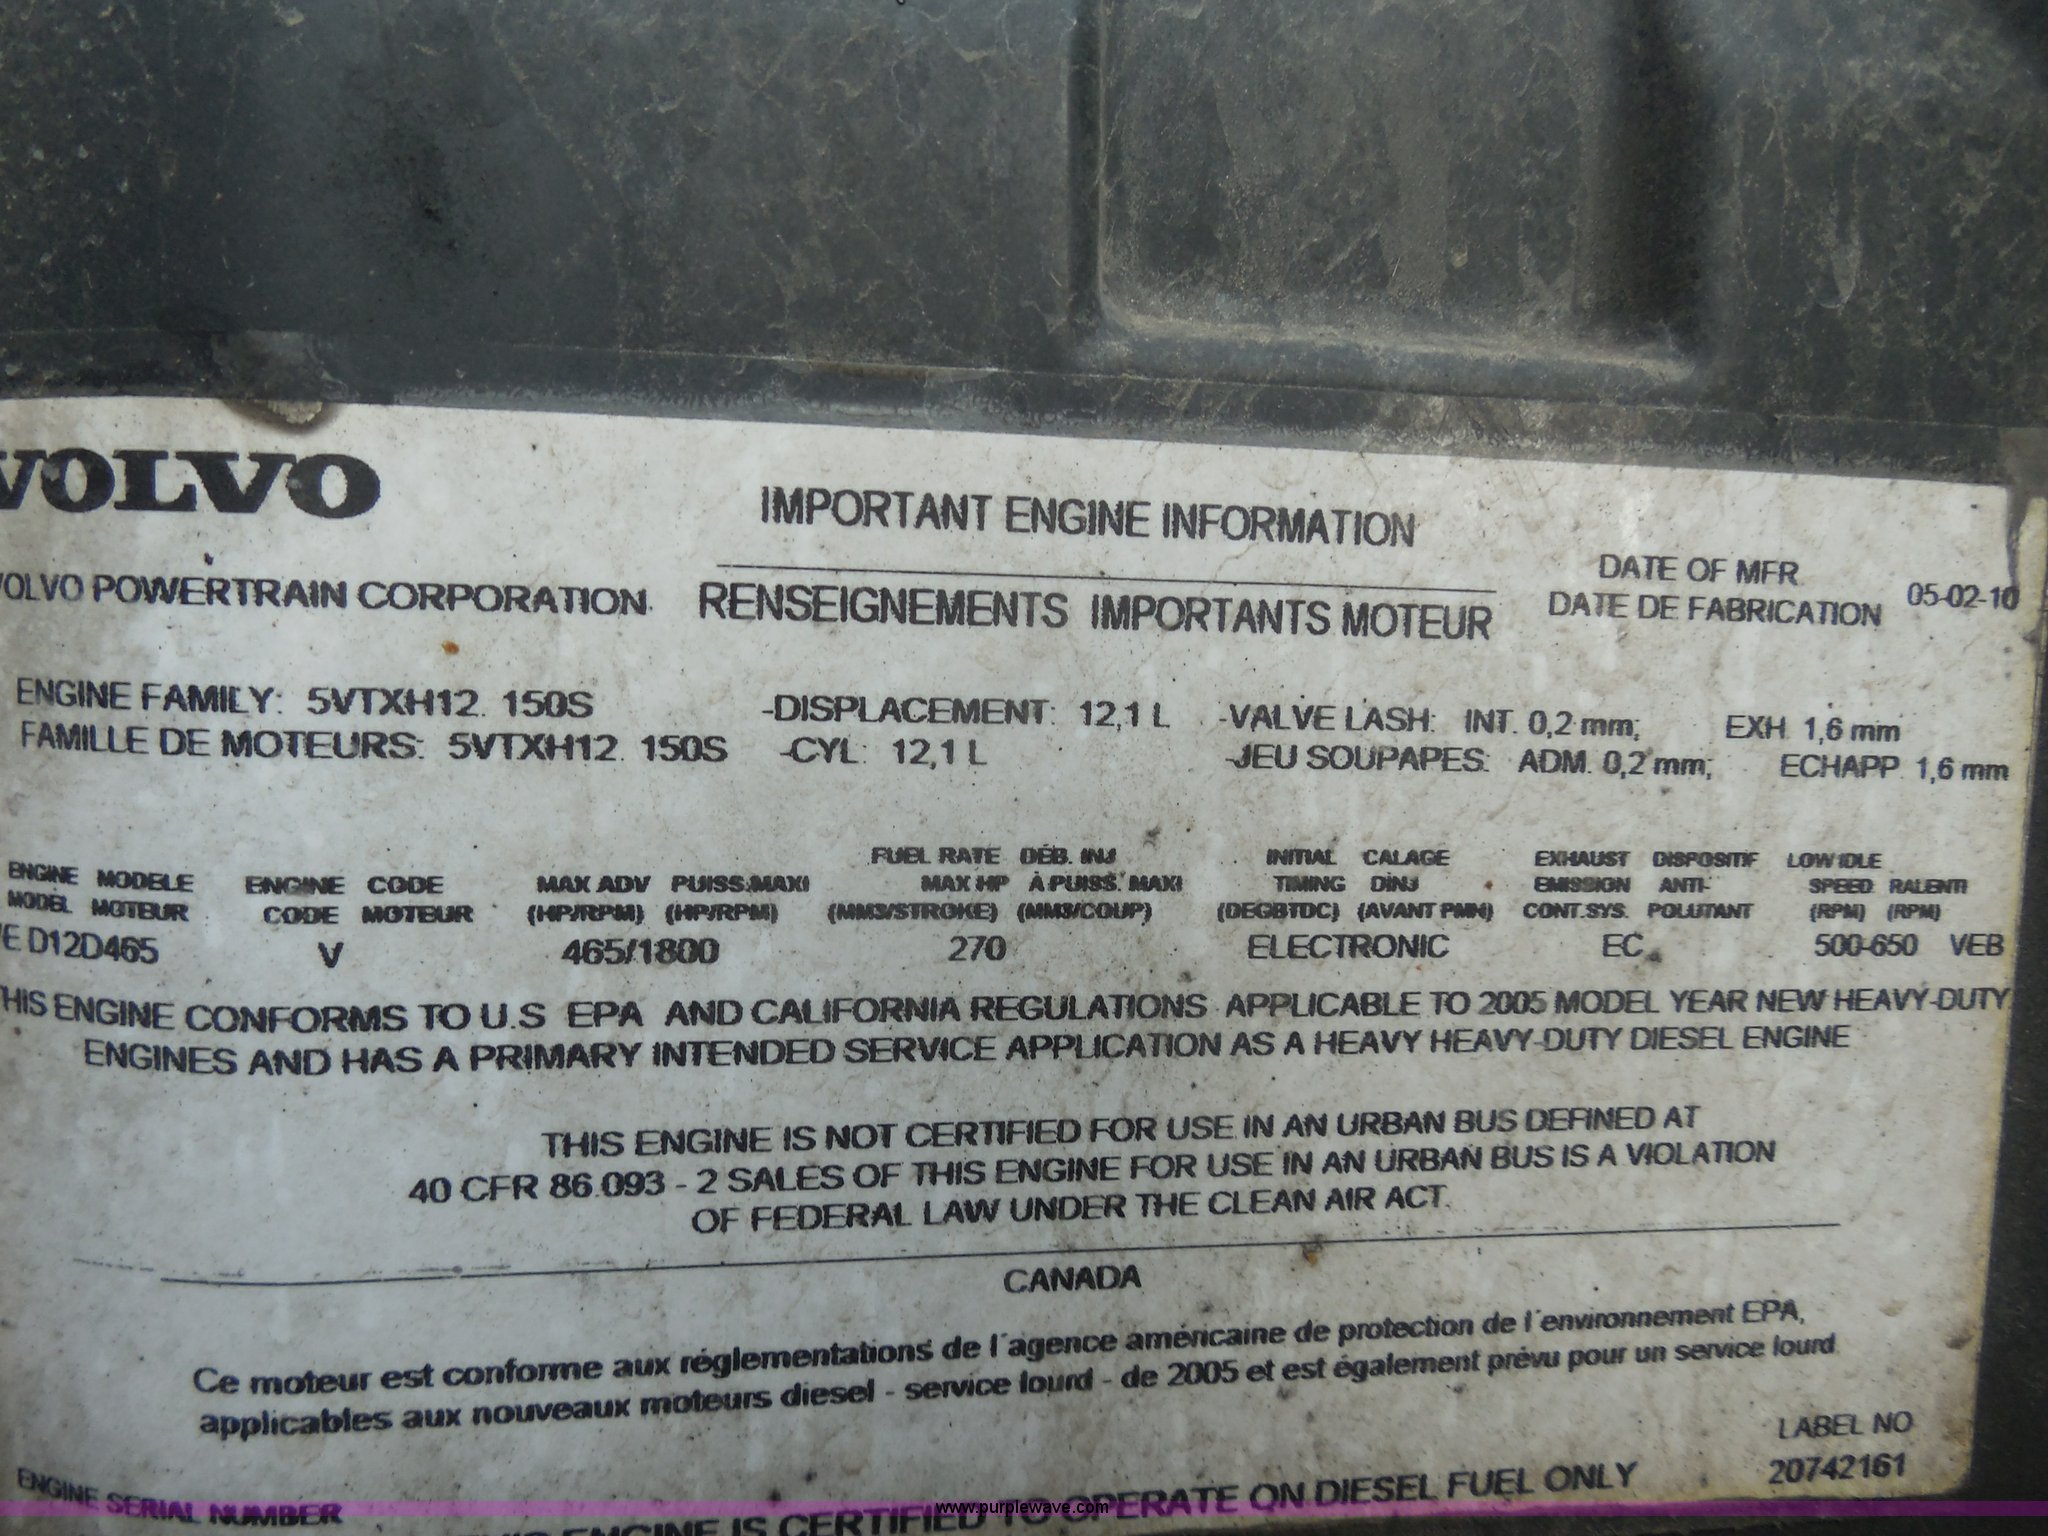 VOLVO
IMPORTANT ENGINE INFORMATION
DATE OF MFR
VOLVO POWERTRAIN CORPORATION.
RENSEIGNEMENTS IMPORTANTS MOTEUR
DATE DE FABRICATION
05-02-10
ENGINE FAMILY: 5VTXH12. 150S
-DISPLACEMENT: 12,1 L
-VALVE LASH: INT. 0,2 mm; EXH. 1,6 mm
FAMILLE DE MOTEURS: 5VTXH12. 150S
-CYL: 12,1 L
-JEU SOUPAPES: ADM. 0,2 mm; ECHAPP. 1,6 mm
FUEL RATE DÉB. INJ INITIAL CALAGE EXHAUST DISPOSITIF LOW IDLE
ENGINE MODELE ENGINE CODE MAX ADV PUISS.MAXI MAX HP À PUISS. MAXI TIMING DÍNJ EMISSION ANTI- SPEED RALENTI
MODEL MOTEUR CODE MOTEUR (HP/RPM) (HP/RPM) (MM3/STROKE) (MM3/COUP) (DEGBTDC) (AVANT PMH) CONT.SYS. POLUTANT (RPM) (RPM)
VE D12D465 V 465/1800 270 ELECTRONIC EC 500-650 VEB
THIS ENGINE CONFORMS TO U.S EPA AND CALIFORNIA REGULATIONS APPLICABLE TO 2005 MODEL YEAR NEW HEAVY-DUTY
ENGINES AND HAS A PRIMARY INTENDED SERVICE APPLICATION AS A HEAVY HEAVY-DUTY DIESEL ENGINE
THIS ENGINE IS NOT CERTIFIED FOR USE IN AN URBAN BUS DEFINED AT
40 CFR 86.093 - 2 SALES OF THIS ENGINE FOR USE IN AN URBAN BUS IS A VIOLATION
OF FEDERAL LAW UNDER THE CLEAN AIR ACT.
CANADA
Ce moteur est conforme aux réglementations de l´agence américaine de protection de l´environnement EPA,
applicables aux nouveaux moteurs diesel - service lourd - de 2005 et est également prévu pour un service lourd
LABEL NO
20742161
ENGINE SERIAL NUMBER
THIS ENGINE IS CERTIFIED TO OPERATE ON DIESEL FUEL ONLY
www.purplewave.com